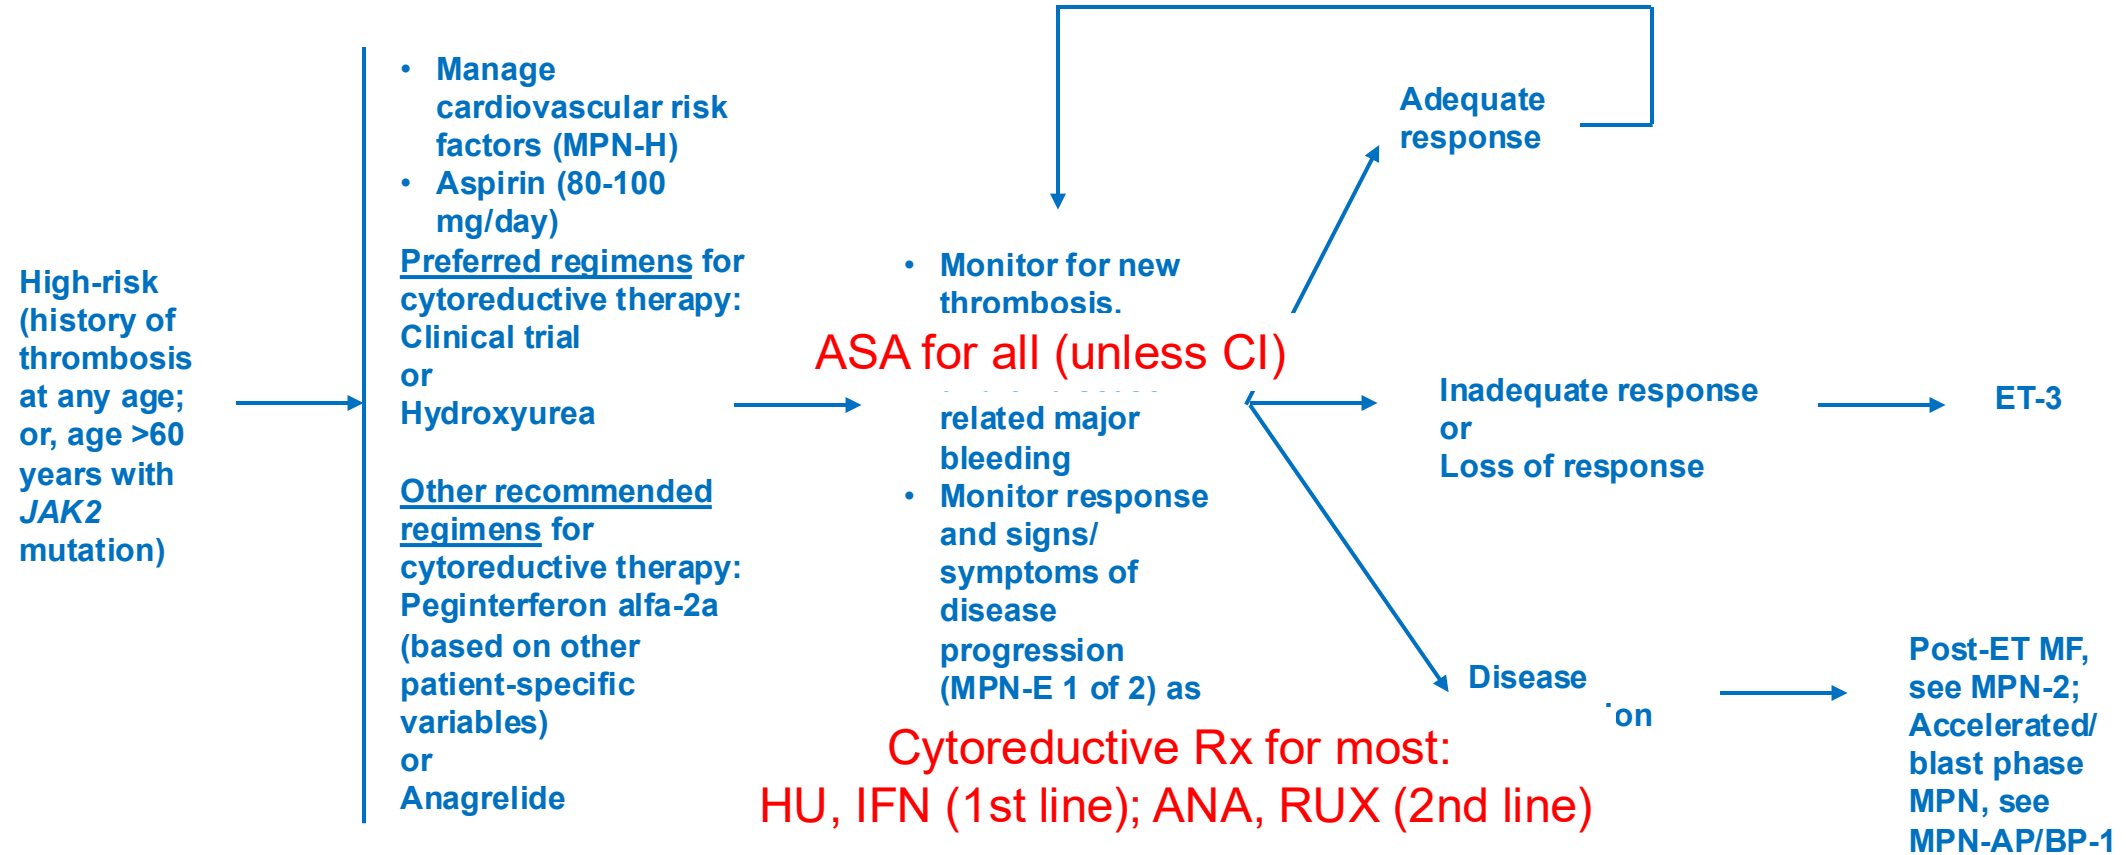 High-risk
(history of
thrombosis
at any age;
or, age >60
years with
JAK2
mutation)
• Manage
cardiovascular risk
factors (MPN-H)
• Aspirin (80-100
mg/day)
Preferred regimens for
cytoreductive therapy:
Clinical trial
or
Hydroxyurea
Other recommended
regimens for
cytoreductive therapy:
Peginterferon alfa-2a
(based on other
patient-specific
variables)
or
Anagrelide
• Monitor for new
thrombosis,
ASA for all (unless CI)
related major
bleeding
• Monitor response
and signs/
symptoms of
disease
progression
(MPN-E 1 of 2) as
Cytoreductive Rx for most:
HU, IFN (1st line); ANA, RUX (2nd line)
Adequate
response
Inadequate response
or
Loss of response
ET-3
Disease
Post-ET MF,
see MPN-2;
Accelerated/
blast phase
MPN, see
MPN-AP/BP-1